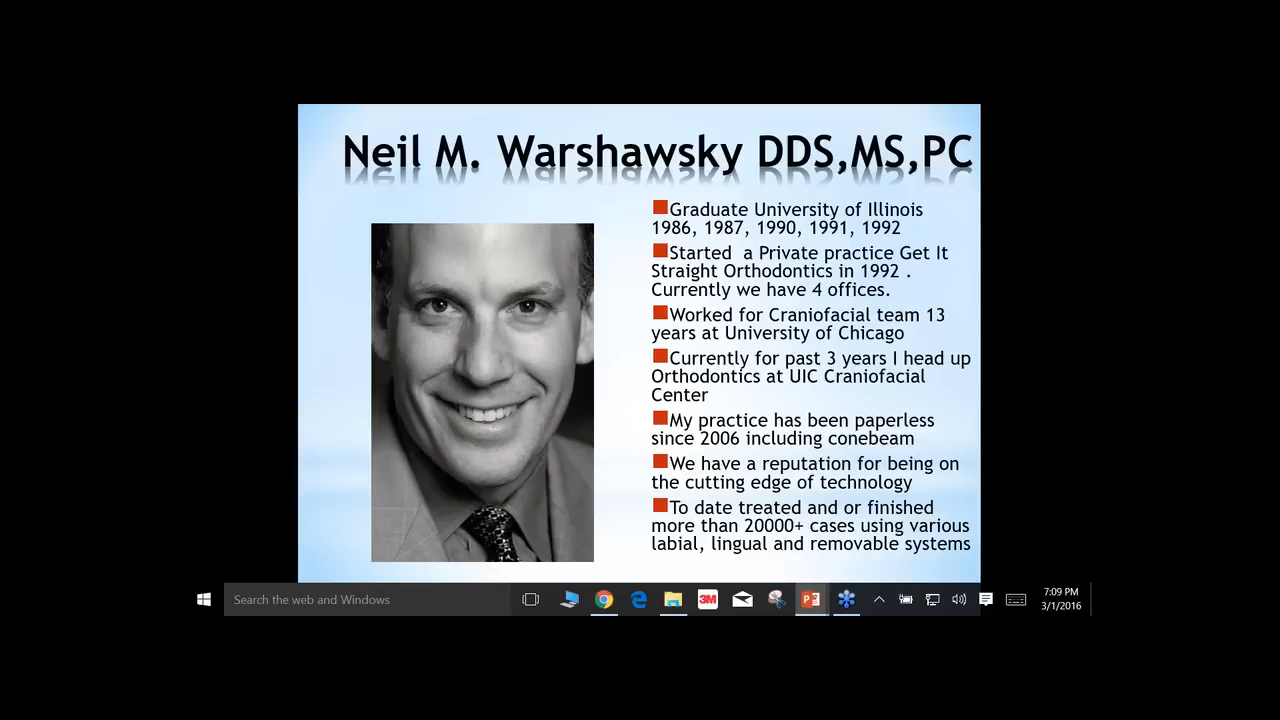 Neil M. Warshawsky DDS,MS,PC
Graduate University of Illinois
1986, 1987, 1990, 1991, 1992
Started  a Private practice Get It
Straight Orthodontics in 1992 .
Currently we have 4 offices.
Worked for Craniofacial team 13
years at University of Chicago
Currently for past 3 years I head up
Orthodontics at UIC Craniofacial
Center
My practice has been paperless
since 2006 including conebeam
We have a reputation for being on
the cutting edge of technology
To date treated and or finished
more than 20000+ cases using various
labial, lingual and removable systems
Search the web and Windows
3M
7:09 PM
3/1/2016